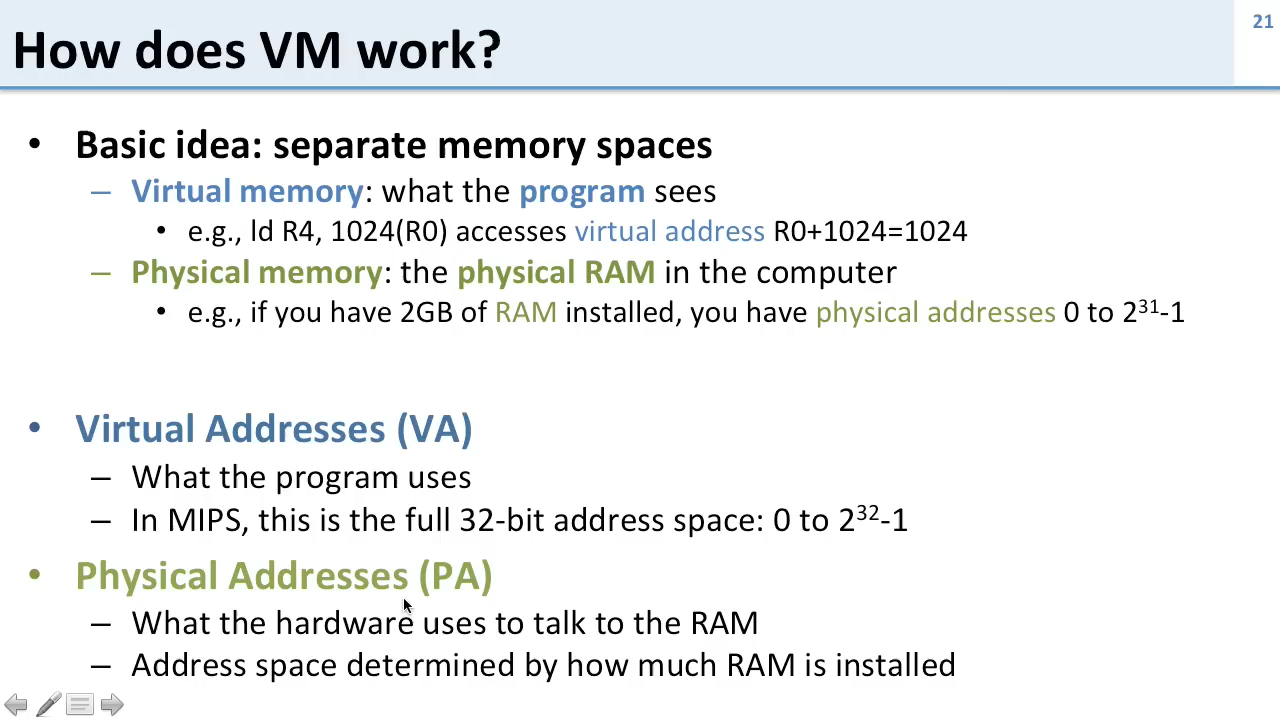 21
How does VM work?
• Basic idea: separate memory spaces
– Virtual memory: what the program sees
• e.g., ld R4, 1024(R0) accesses virtual address R0+1024=1024
– Physical memory: the physical RAM in the computer
• e.g., if you have 2GB of RAM installed, you have physical addresses 0 to 2³¹-1
• Virtual Addresses (VA)
– What the program uses
– In MIPS, this is the full 32-bit address space: 0 to 2³²-1
• Physical Addresses (PA)
– What the hardware uses to talk to the RAM
– Address space determined by how much RAM is installed